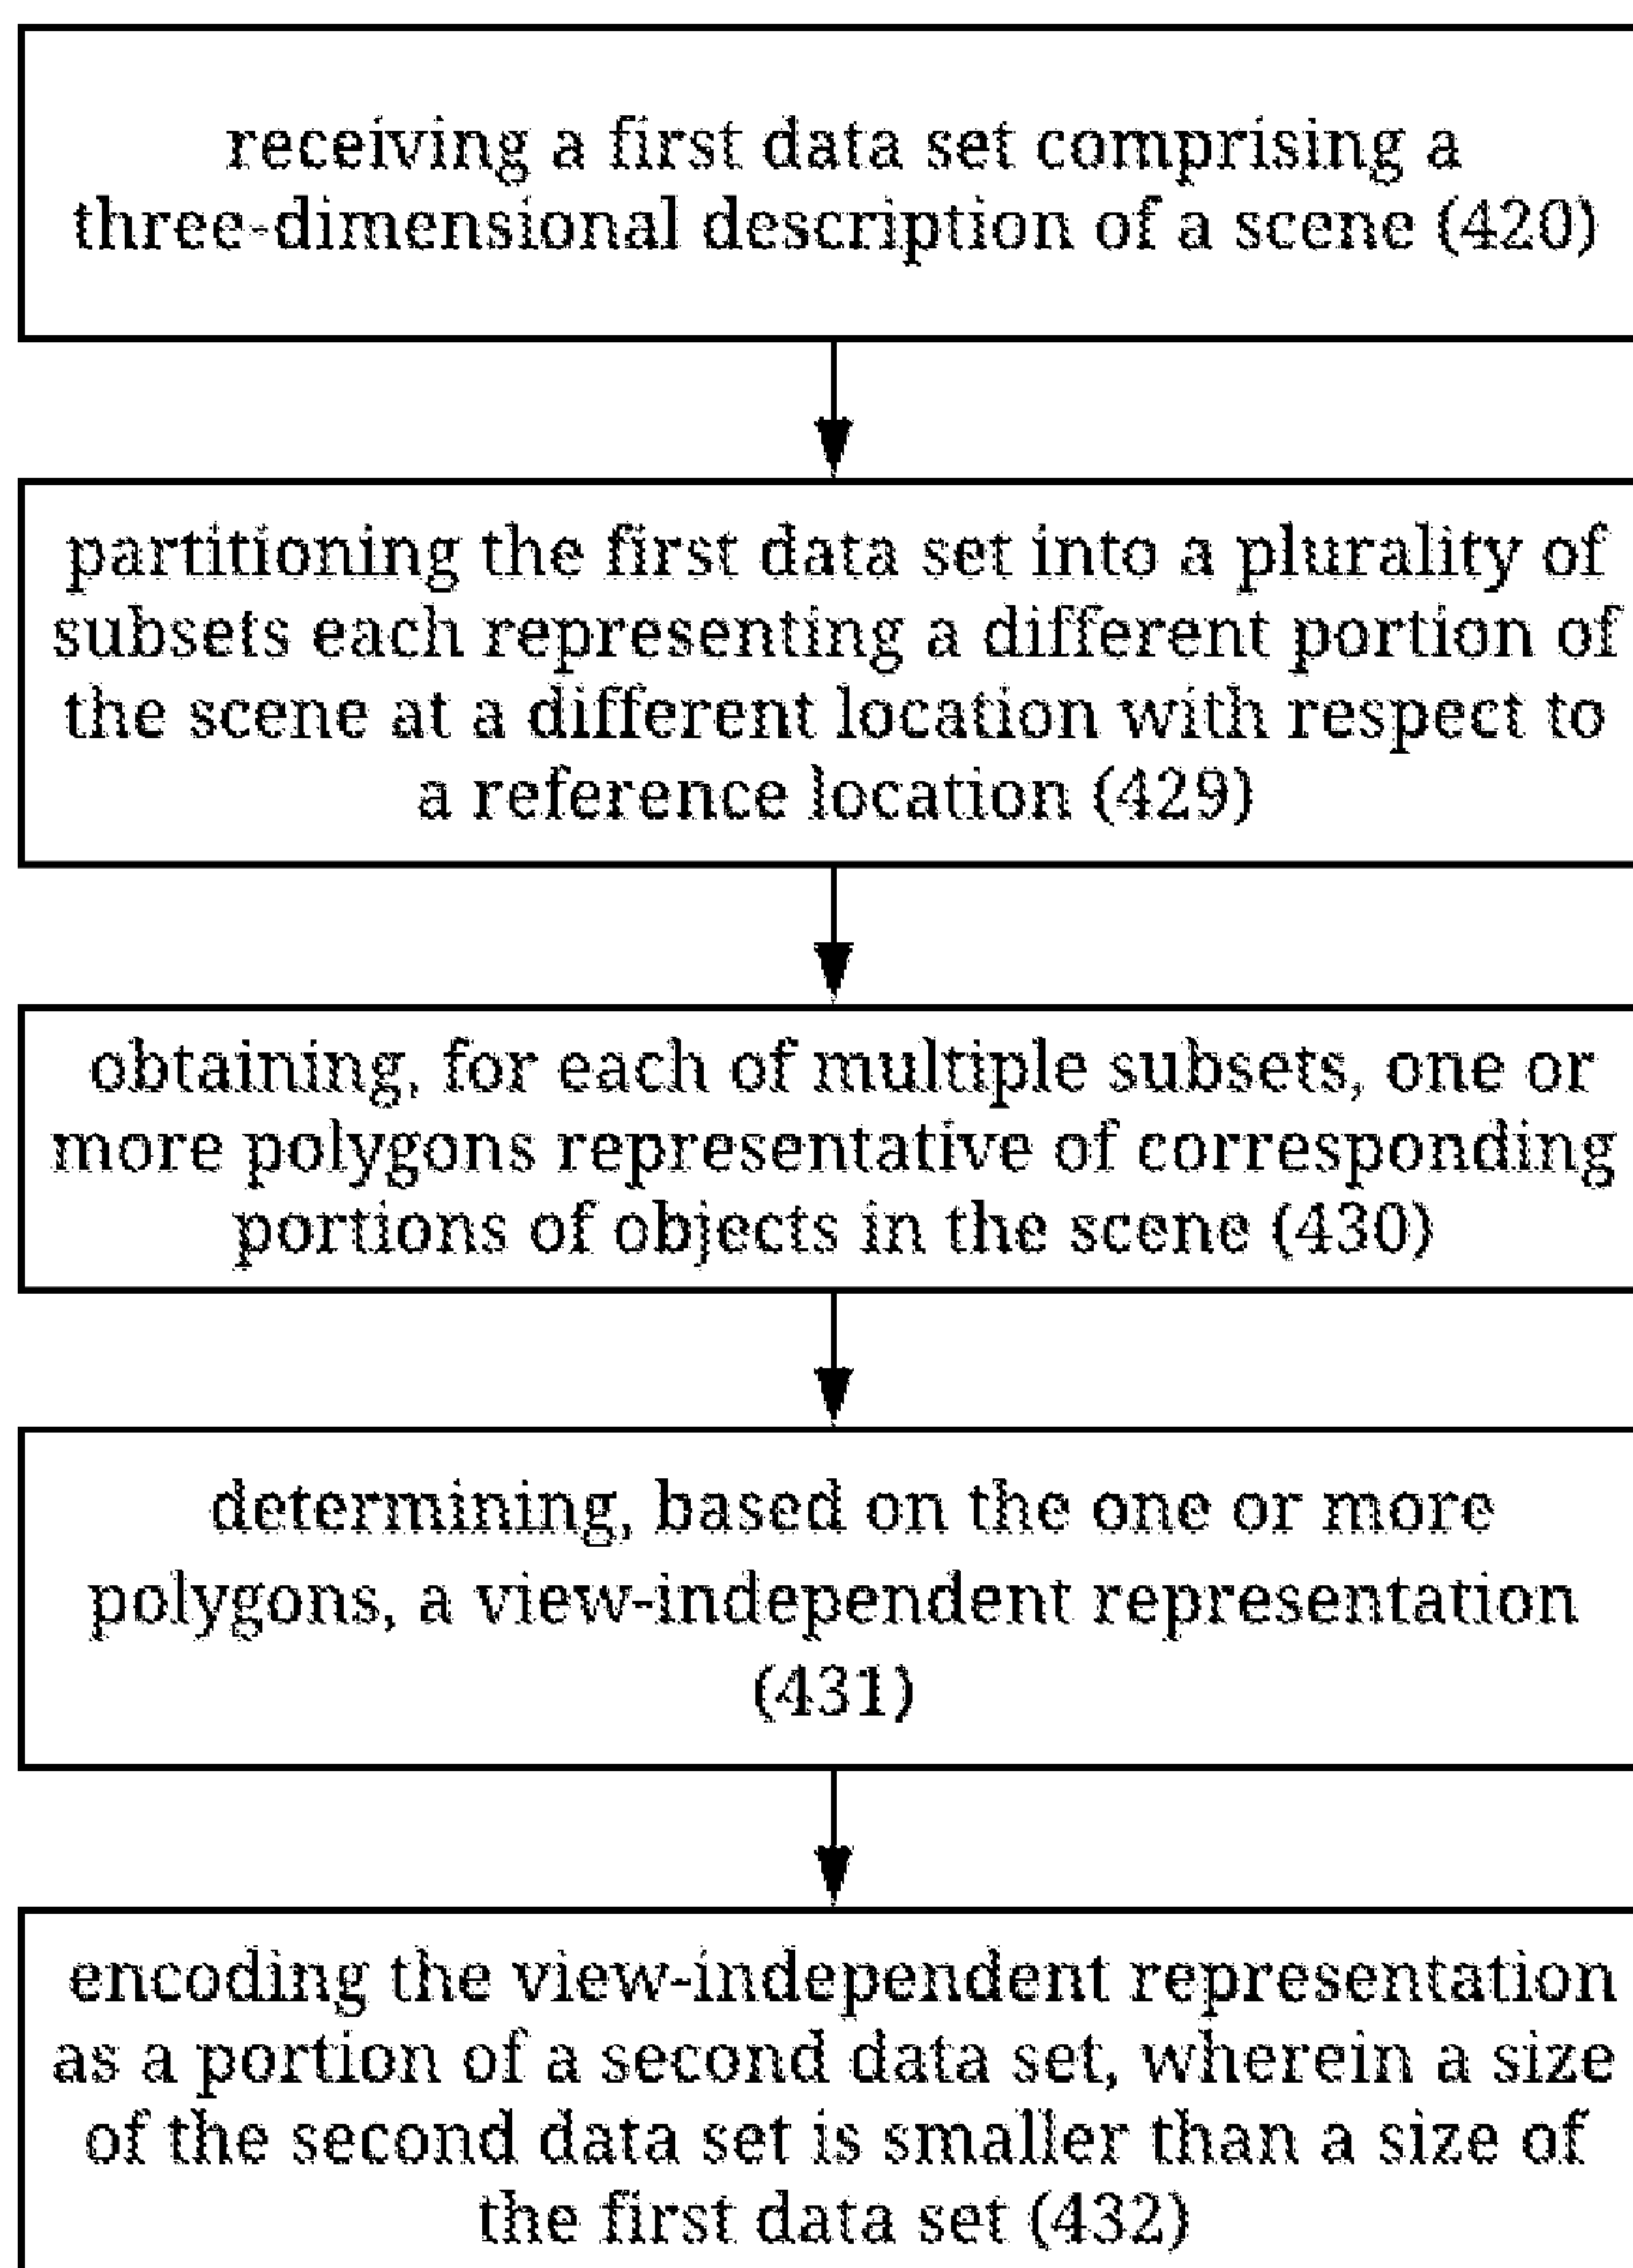 receiving a first data set comprising a
three-dimensional description of a scene (420)
partitioning the first data set into a plurality of
subsets each representing a different portion of
the scene at a different location with respect to
a reference location (429)
obtaining, for each of multiple subsets, one or
more polygons representative of corresponding
portions of objects in the scene (430)
determining, based on the one or more
polygons, a view-independent representation
(431)
encoding the view-independent representation
as a portion of a second data set, wherein a size
of the second data set is smaller than a size of
the first data set (432)